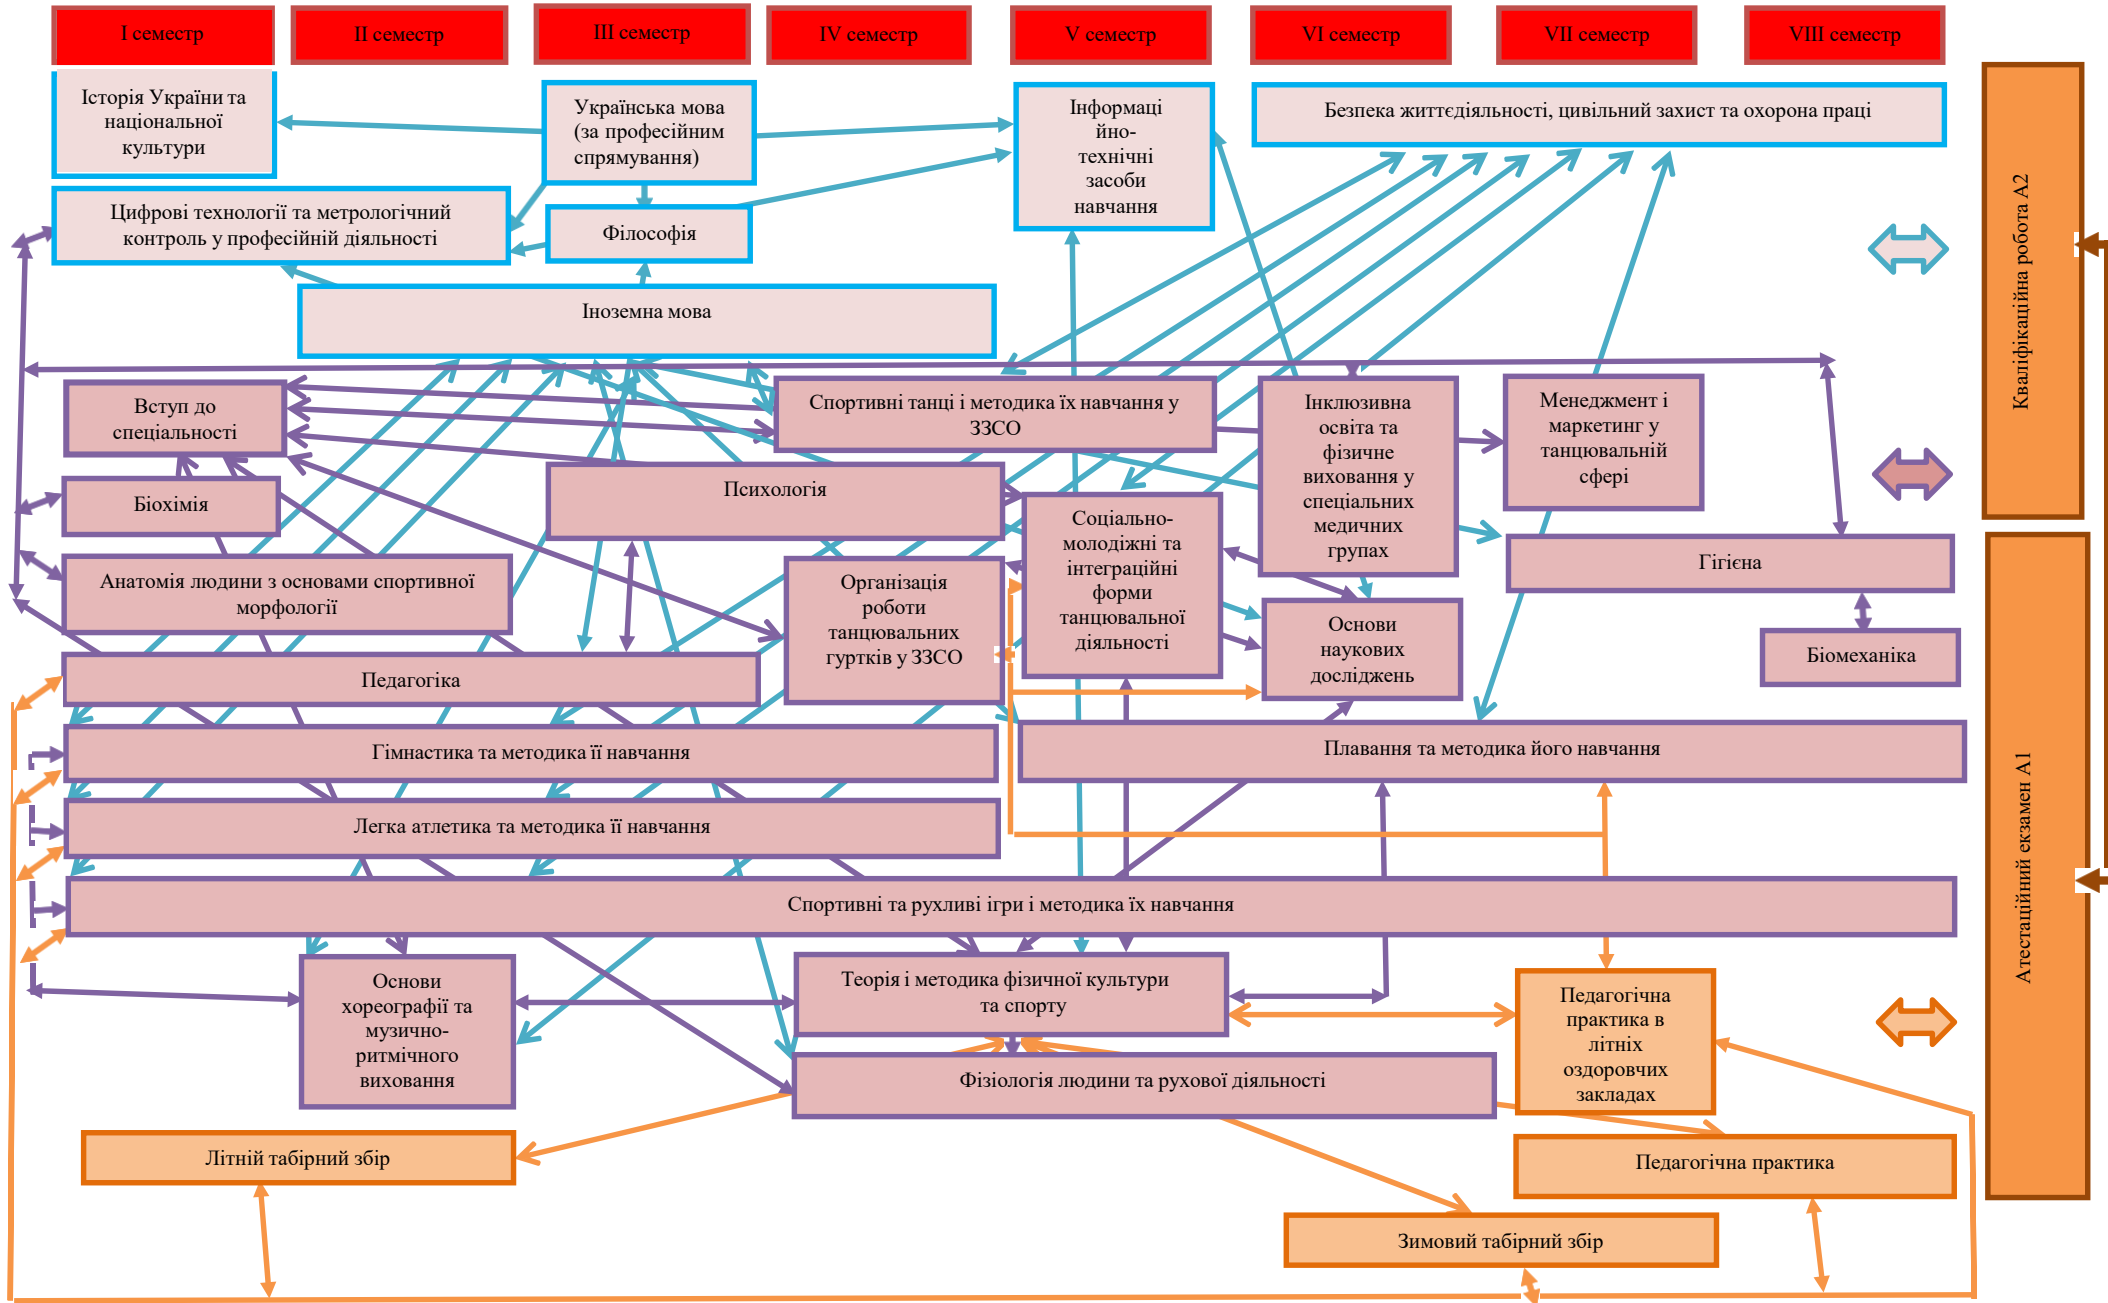 I семестр
II семестр
III семестр
IV семестр
V семестр
VI семестр
VII семестр
VIII семестр
Історія України та
національної
культури
Українська мова
(за професійним
спрямування)
Інформаці
йно-
технічні
засоби
навчання
Безпека життєдіяльності, цивільний захист та охорона праці
Цифрові технології та метрологічний
контроль у професійній діяльності
Філософія
Іноземна мова
Вступ до
спеціальності
Спортивні танці і методика їх навчання у
ЗЗСО
Інклюзивна
освіта та
фізичне
виховання у
спеціальних
медичних
групах
Менеджмент і
маркетинг у
танцювальній
сфері
Біохімія
Психологія
Соціально-
молодіжні та
інтеграційні
форми
танцювальної
діяльності
Анатомія людини з основами спортивної
морфології
Організація
роботи
танцювальних
гуртків у ЗЗСО
Гігієна
Основи
наукових
досліджень
Біомеханіка
Педагогіка
Гімнастика та методика її навчання
Плавання та методика його навчання
Легка атлетика та методика її навчання
Спортивні та рухливі ігри і методика їх навчання
Основи
хореографії та
музично-
ритмічного
виховання
Теорія і методика фізичної культури
та спорту
Педагогічна
практика в
літніх
оздоровчих
закладах
Фізіологія людини та рухової діяльності
Літній табірний збір
Педагогічна практика
Зимовий табірний збір
Кваліфікаційна робота А2
Атестаційний екзамен А1